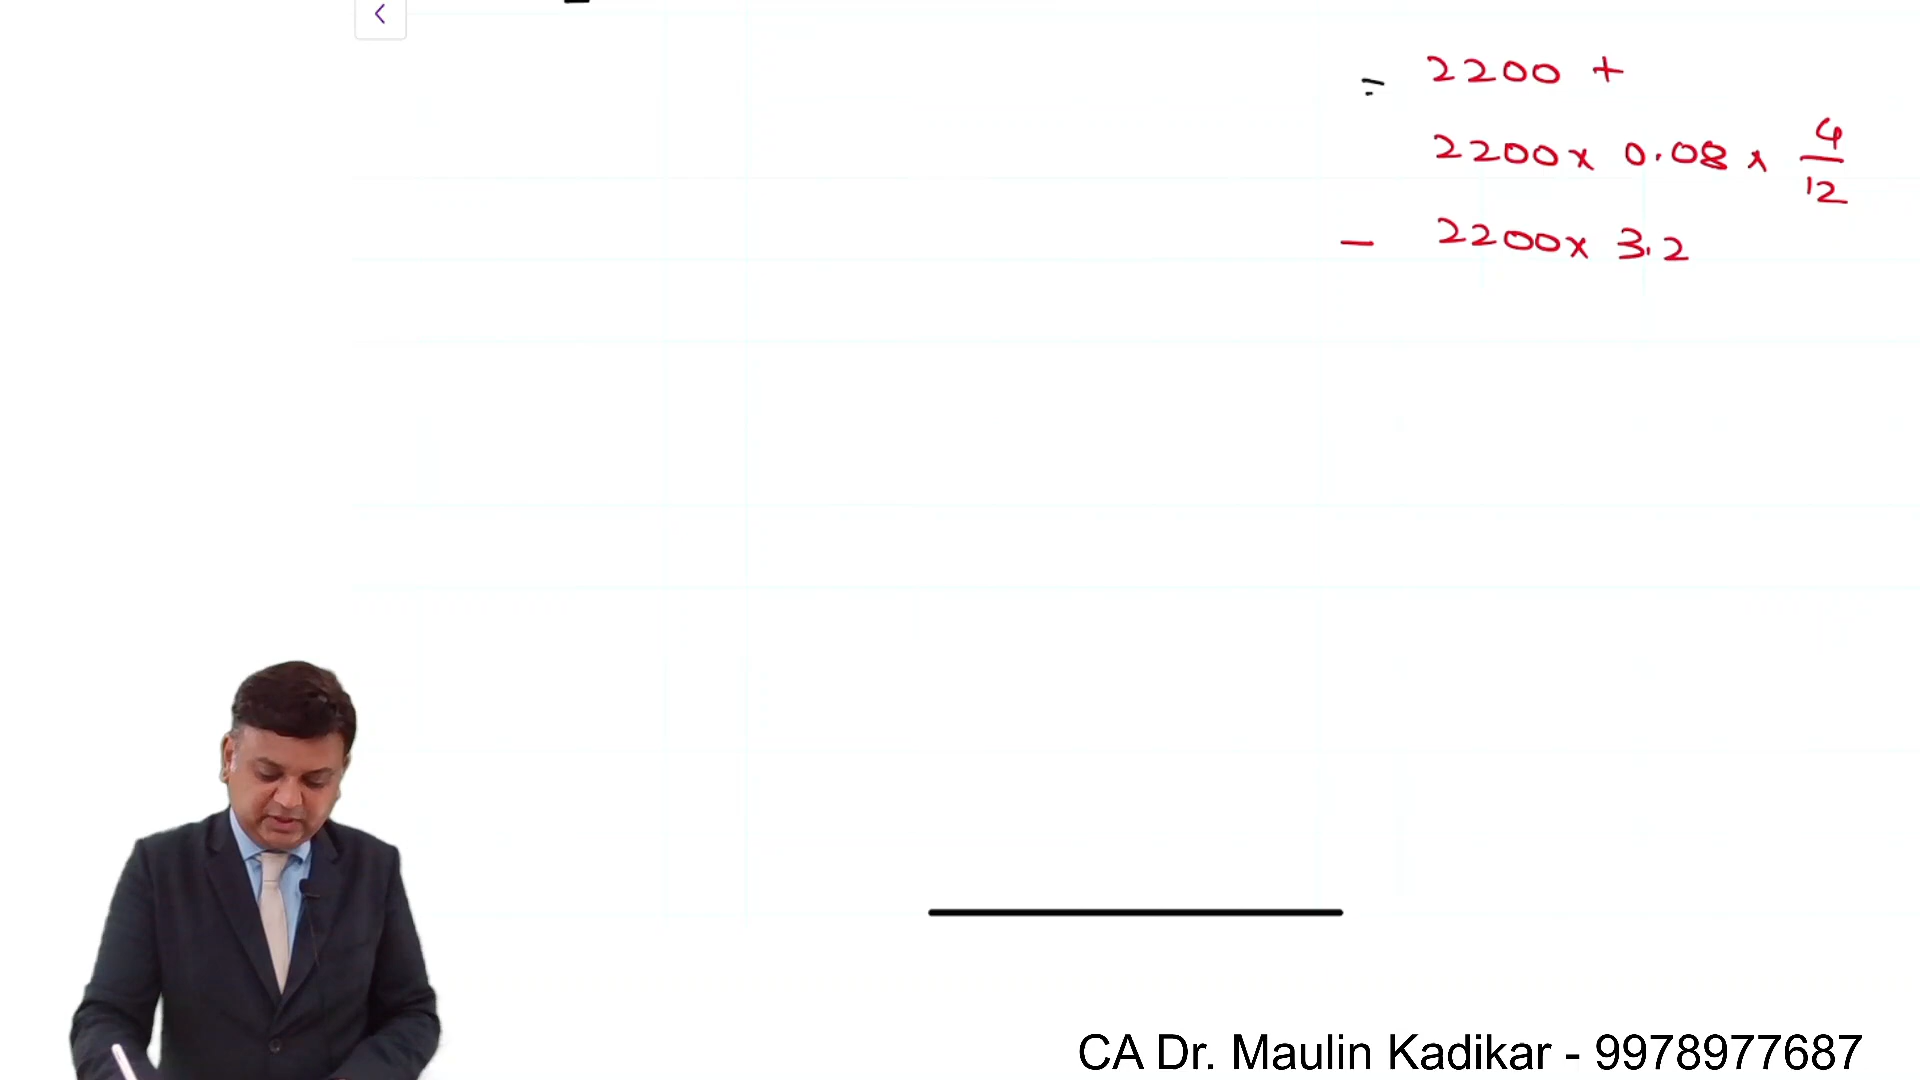 = 2200 +
2200 x 0.08 x 4/12
- 2200 x 3.2
CA Dr. Maulin Kadikar - 9978977687